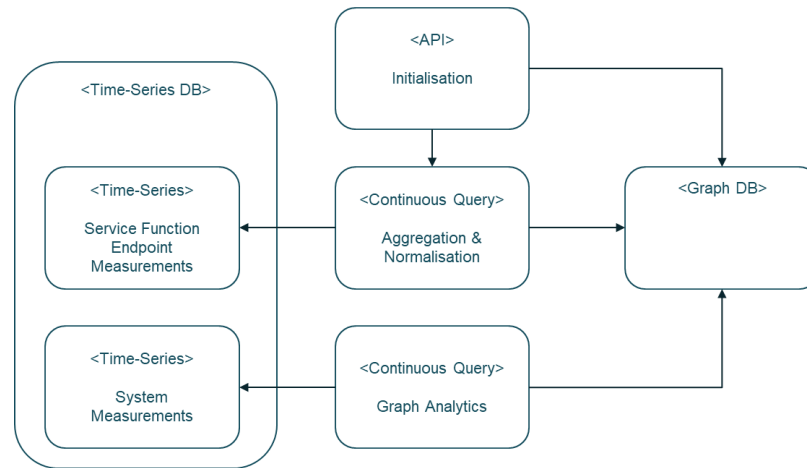 <API>
Initialisation
<Time-Series DB>
<Time-Series>
Service Function
Endpoint
Measurements
<Continuous Query>
Aggregation &
Normalisation
<Graph DB>
<Time-Series>
System
Measurements
<Continuous Query>
Graph Analytics